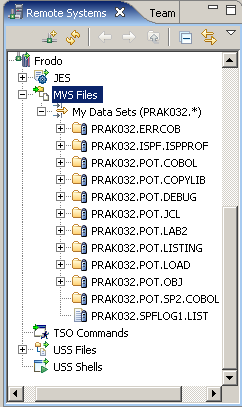 Remote Systems Team
Frodo
JES
MVS Files
My Data Sets (PRAK032.*)
PRAK032.ERRCOB
PRAK032.ISPF.ISPPROF
PRAK032.POT.COBOL
PRAK032.POT.COPYLIB
PRAK032.POT.DEBUG
PRAK032.POT.JCL
PRAK032.POT.LAB2
PRAK032.POT.LISTING
PRAK032.POT.LOAD
PRAK032.POT.OBJ
PRAK032.POT.SP2.COBOL
PRAK032.SPFLOG1.LIST
TSO Commands
USS Files
USS Shells